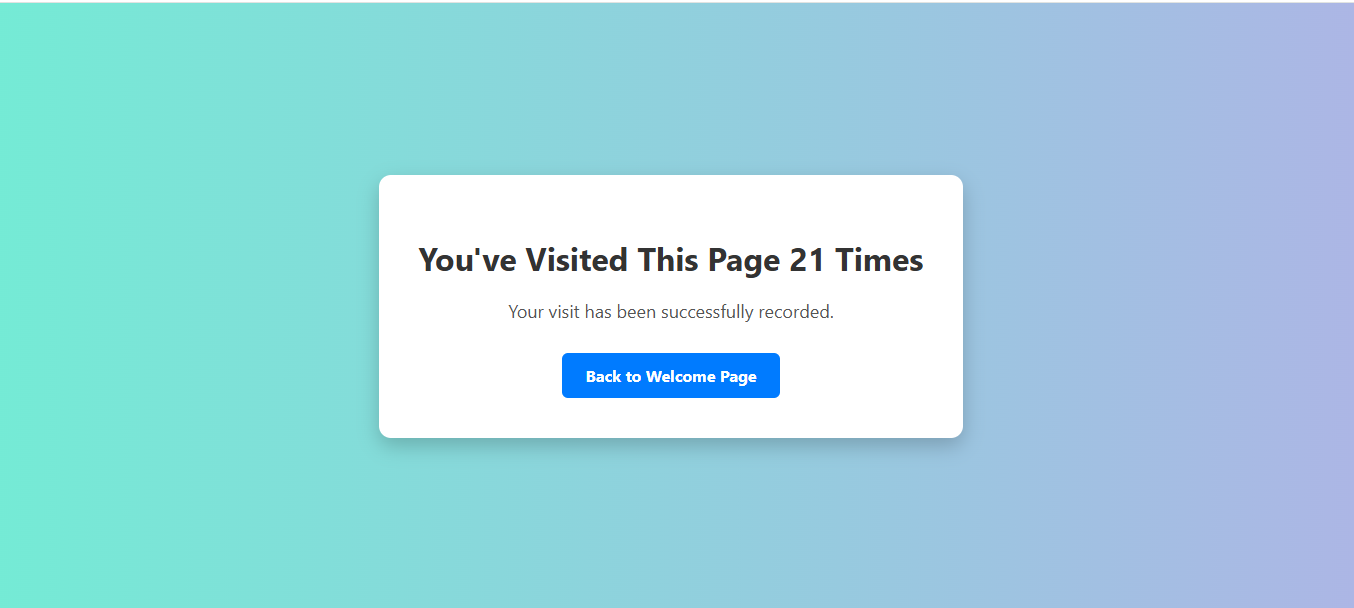 You've Visited This Page 21 Times
Your visit has been successfully recorded.
Back to Welcome Page